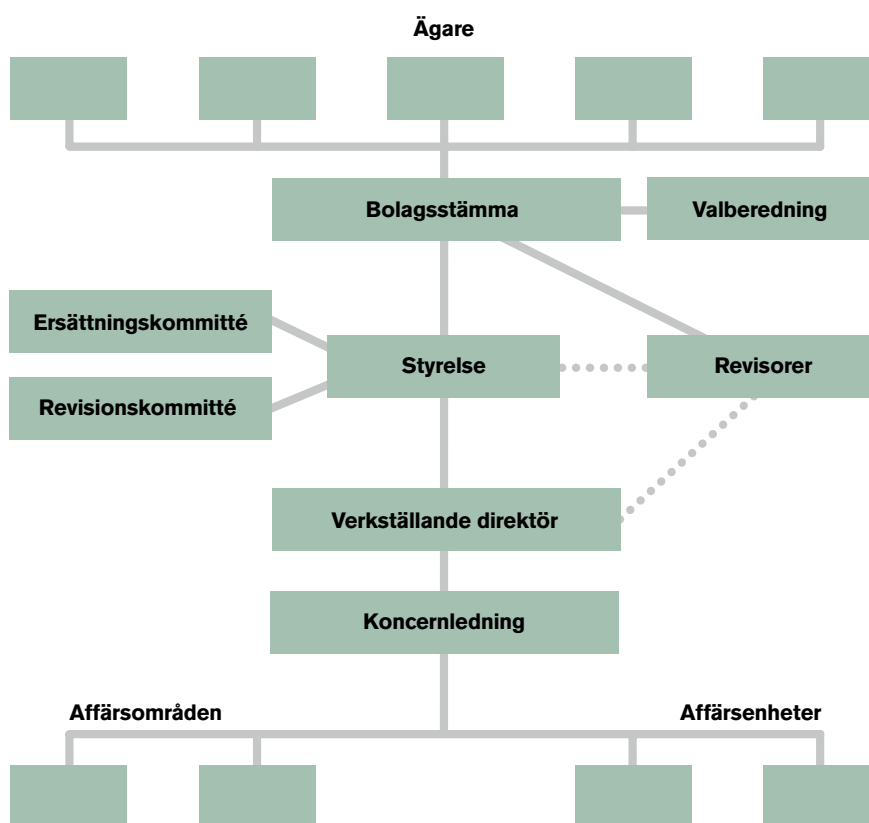 Ägare
Bolagsstämma
Valberedning
Ersättningskommitté
Styrelse
Revisorer
Revisionskommitté
Verkställande direktör
Koncernledning
Affärsområden
Affärsenheter